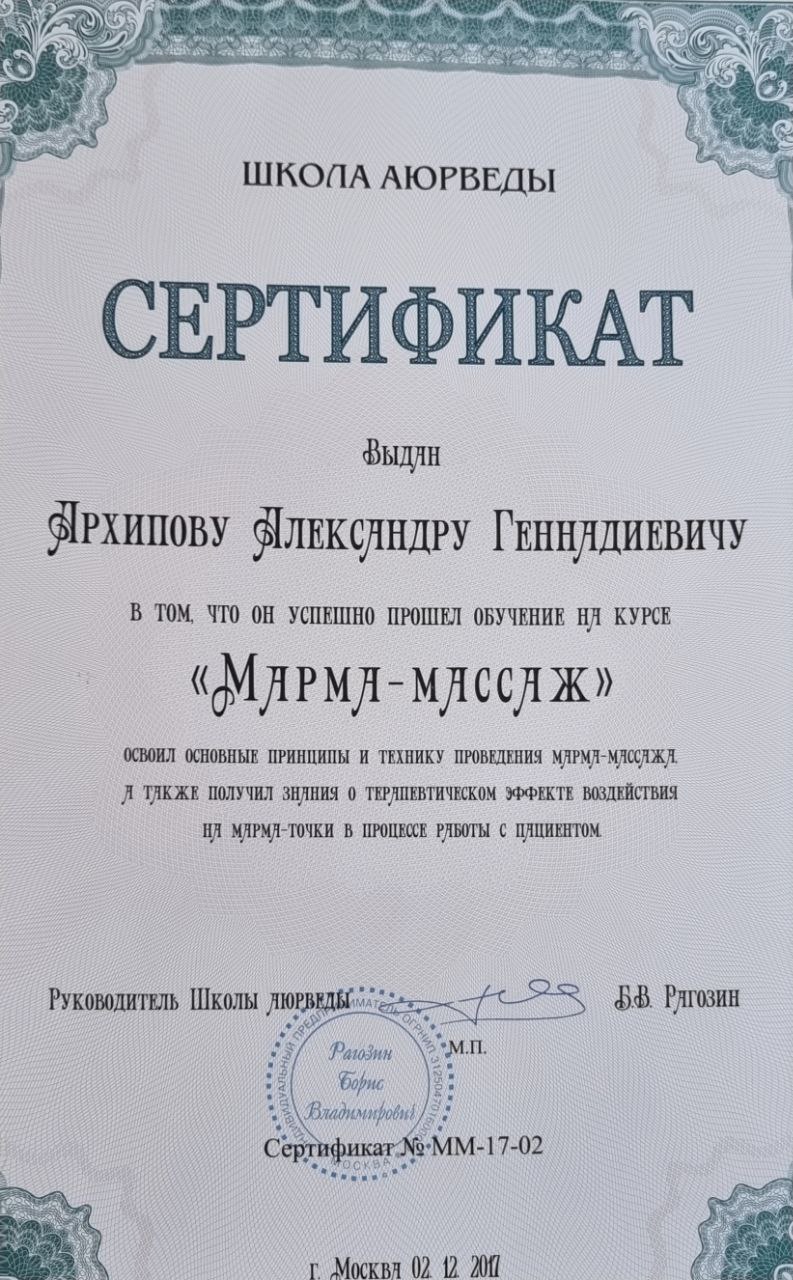 ШКОЛА АЮРВЕДЫ
СЕРТИФИКАТ
Выдан
Архипову Александру Геннадиевичу
в том, что он успешно прошел обучение на курсе
«Марма-массаж»
освоил основные принципы и технику проведения марма-массажа,
а также получил знания о терапевтическом эффекте воздействия
на марма-точки в процессе работы с пациентом.
Руководитель Школы аюрведы
Б.В. Рагозин
М.П.
ИНДИВИДУАЛЬНЫЙ ПРЕДПРИНИМАТЕЛЬ ОГРНИП
Рагозин
Борис
Владимирович
МОСКВА
Сертификат № ММ-17-02
г. Москва 02. 12. 2017